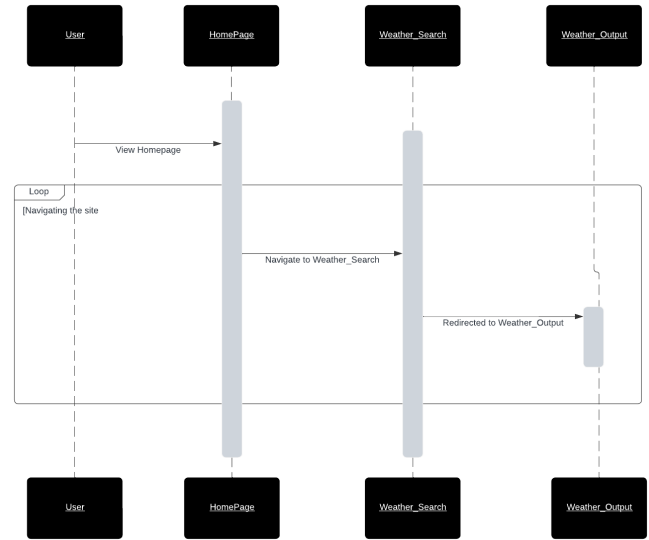 User
HomePage
Weather_Search
Weather_Output
View Homepage
Loop
[Navigating the site
Navigate to Weather_Search
Redirected to Weather_Output
User
HomePage
Weather_Search
Weather_Output